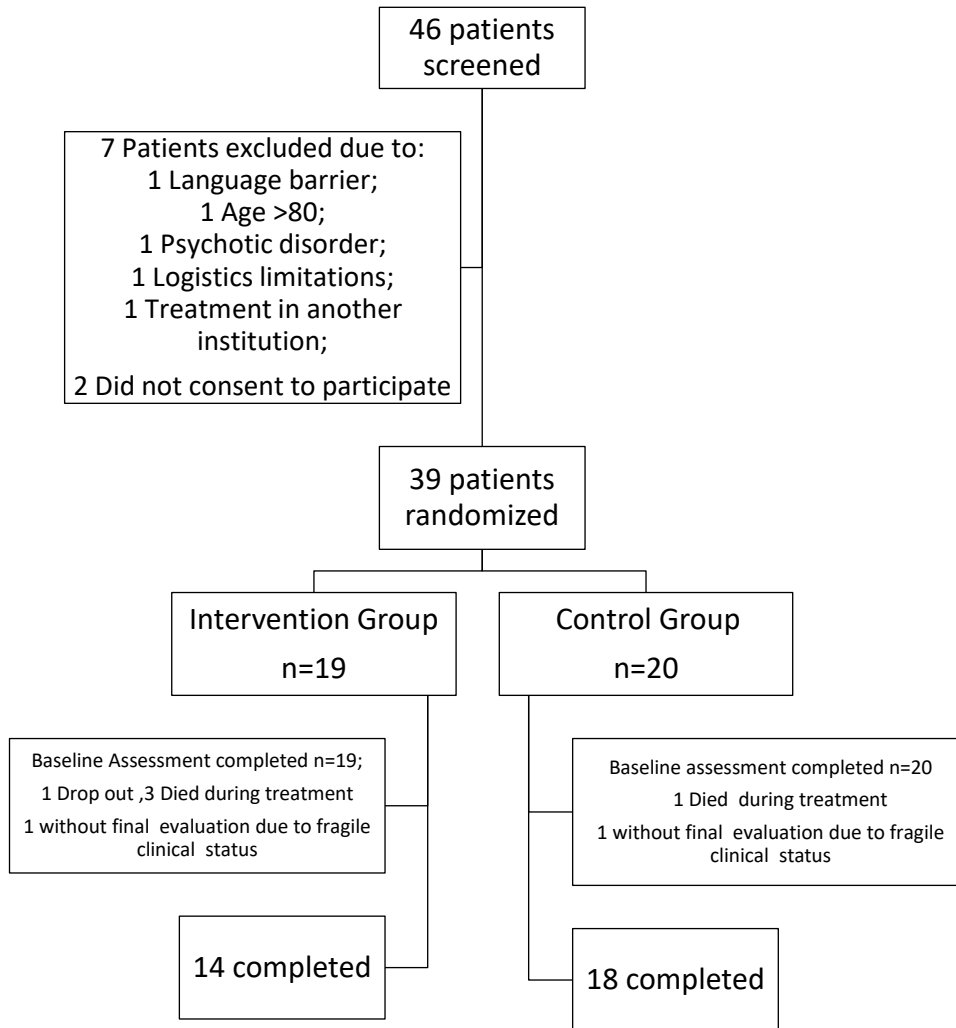 46 patients
screened
7 Patients excluded due to:
1 Language barrier;
1 Age >80;
1 Psychotic disorder;
1 Logistics limitations;
1 Treatment in another
institution;
2 Did not consent to participate
39 patients
randomized
Intervention Group
n=19
Control Group
n=20
Baseline Assessment completed n=19;
1 Drop out ,3 Died during treatment
1 without final evaluation due to fragile
clinical status
Baseline assessment completed n=20
1 Died during treatment
1 without final evaluation due to fragile
clinical status
14 completed
18 completed